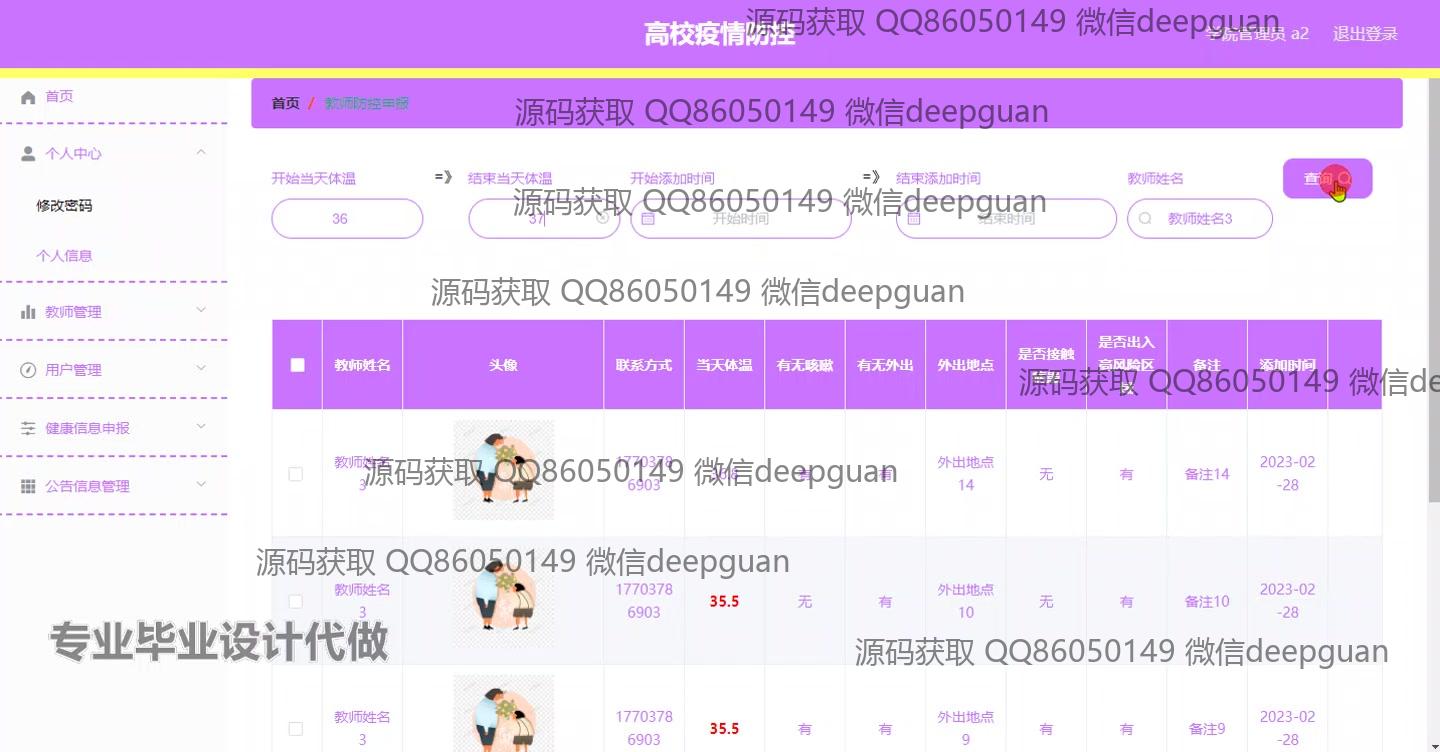 高校疫情防控
源码获取 QQ86050149 微信deepguan
学院管理员 a2
退出登录
首页
首页 / 教师防控申报
源码获取 QQ86050149 微信deepguan
个人中心
修改密码
个人信息
教师管理
用户管理
健康信息申报
公告信息管理
开始当天体温 =》 结束当天体温 开始添加时间 =》 结束添加时间 教师姓名
查询
源码获取 QQ86050149 微信deepguan
36 37 开始时间 结束时间 教师姓名3
源码获取 QQ86050149 微信deepguan
教师姓名 头像 联系方式 当天体温 有无咳嗽 有无外出 外出地点 是否接触 是否出入高风险区 备注 添加时间
源码获取 QQ86050149 微信de
教师姓名3 17703786903 外出地点14 无 有 备注14 2023-02-28
源码获取 QQ86050149 微信deepguan
源码获取 QQ86050149 微信deepguan
教师姓名3 17703786903 35.5 无 有 外出地点10 无 有 备注10 2023-02-28
专业毕业设计代做
源码获取 QQ86050149 微信deepguan
教师姓名3 17703786903 35.5 有 有 外出地点9 有 有 备注9 2023-02-28